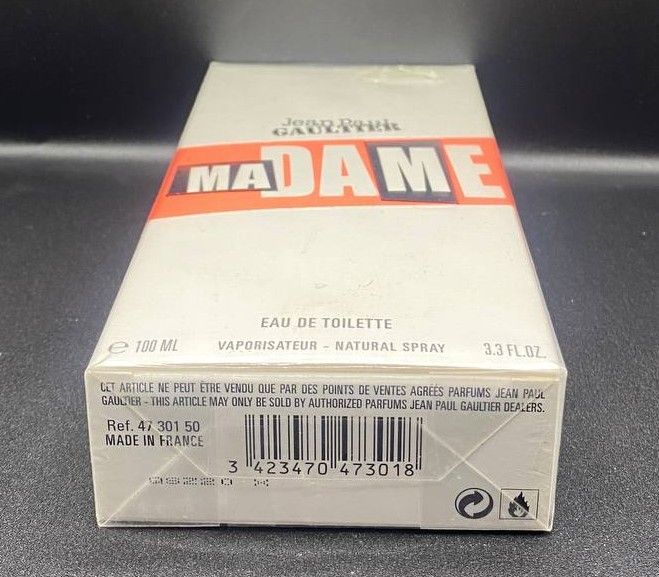 Jean Paul
GAULTIER
MADAME
EAU DE TOILETTE
℮ 100 ML VAPORISATEUR - NATURAL SPRAY 3.3 FL.OZ.
CET ARTICLE NE PEUT ÊTRE VENDU QUE PAR DES POINTS DE VENTES AGRÉÉS PARFUMS JEAN PAUL
GAULTIER - THIS ARTICLE MAY ONLY BE SOLD BY AUTHORIZED PARFUMS JEAN PAUL GAULTIER DEALERS.
Ref. 47 301 50
MADE IN FRANCE
3 423470 473018